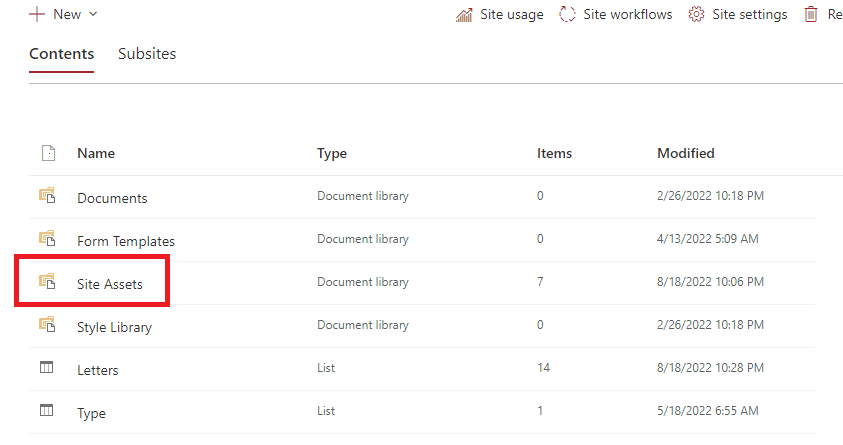 New Site usage Site workflows Site settings Re
Contents Subsites
Name Type Items Modified
Documents Document library 0 2/26/2022 10:18 PM
Form Templates Document library 0 4/13/2022 5:09 AM
Site Assets Document library 7 8/18/2022 10:06 PM
Style Library Document library 0 2/26/2022 10:18 PM
Letters List 14 8/18/2022 10:28 PM
Type List 1 5/18/2022 6:55 AM